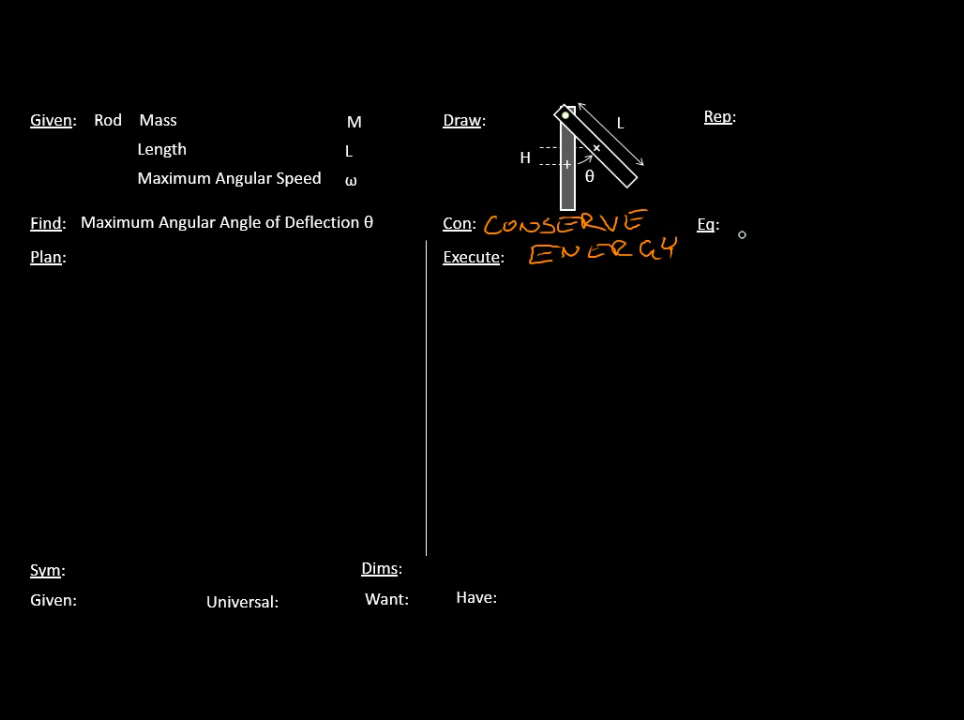 Given: Rod Mass M
Length L
Maximum Angular Speed ω
Draw:
L
H
θ
Rep:
Find: Maximum Angular Angle of Deflection θ
Con: CONSERVE
ENERGY
Eq:
Plan:
Execute:
Sym:
Dims:
Given: Universal: Want: Have: